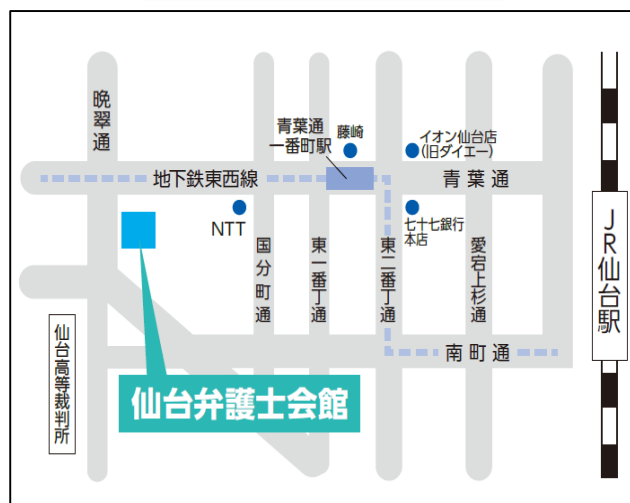 晩翠通
青葉通
一番町駅
藤崎
イオン仙台店
(旧ダイエー)
地下鉄東西線
青葉通
NTT
七十七銀行
本店
国分町通
東一番丁通
東二番丁通
愛宕上杉通
JR仙台駅
南町通
仙台高等裁判所
仙台弁護士会館